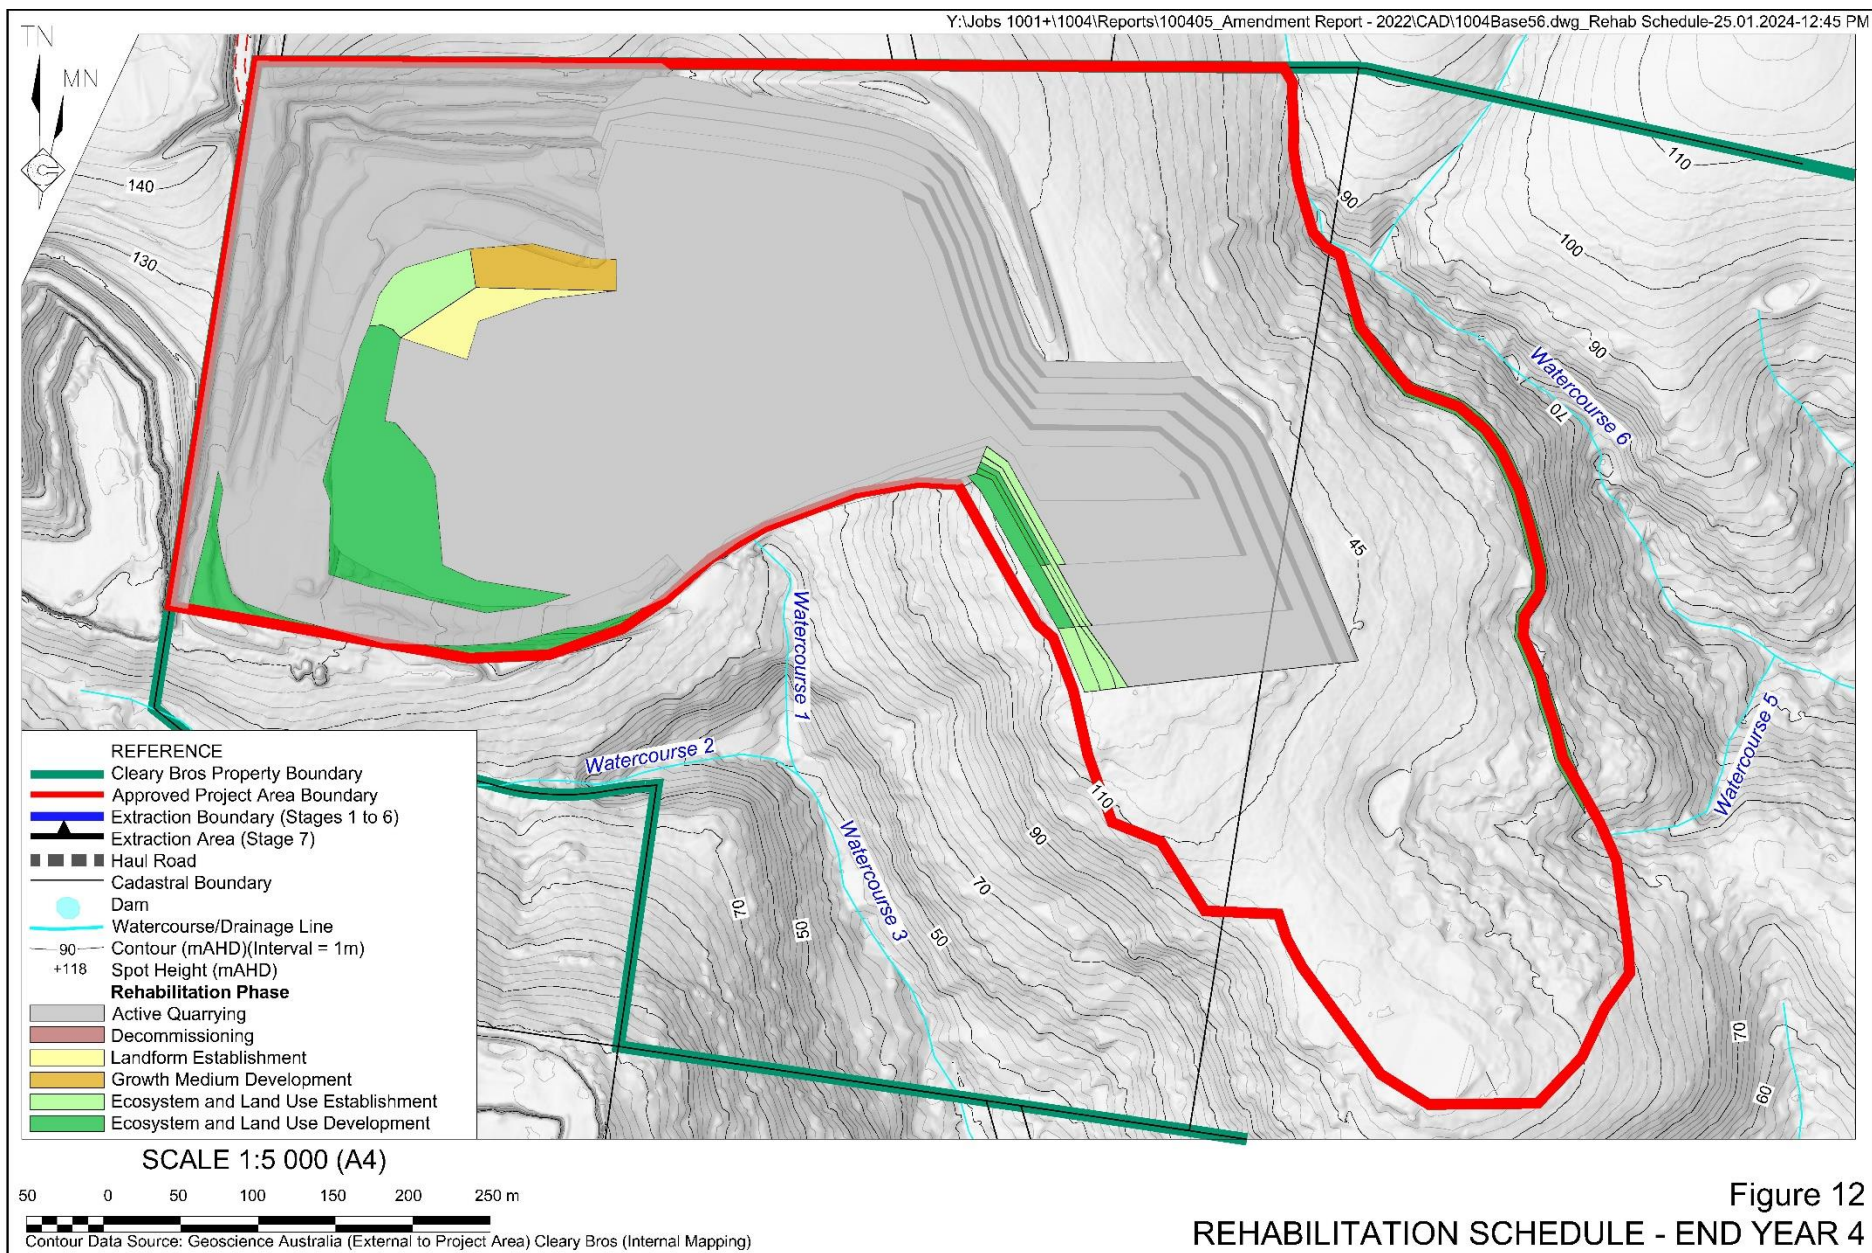 Y:\Jobs 1001+\1004\Reports\100405_Amendment Report - 2022\CAD\1004Base56.dwg_Rehab Schedule-25.01.2024-12:45 PM
TN
MN
140
130
110
90
100
90
Watercourse 6
70
45
Watercourse 1
Watercourse 2
Watercourse 5
110
90
Watercourse 3
70
70
50
50
70
60
REFERENCE
Cleary Bros Property Boundary
Approved Project Area Boundary
Extraction Boundary (Stages 1 to 6)
Extraction Area (Stage 7)
Haul Road
Cadastral Boundary
Dam
Watercourse/Drainage Line
90 Contour (mAHD)(Interval = 1m)
+118 Spot Height (mAHD)
Rehabilitation Phase
Active Quarrying
Decommissioning
Landform Establishment
Growth Medium Development
Ecosystem and Land Use Establishment
Ecosystem and Land Use Development
SCALE 1:5 000 (A4)
50 0 50 100 150 200 250 m
Contour Data Source: Geoscience Australia (External to Project Area) Cleary Bros (Internal Mapping)
Figure 12
REHABILITATION SCHEDULE - END YEAR 4